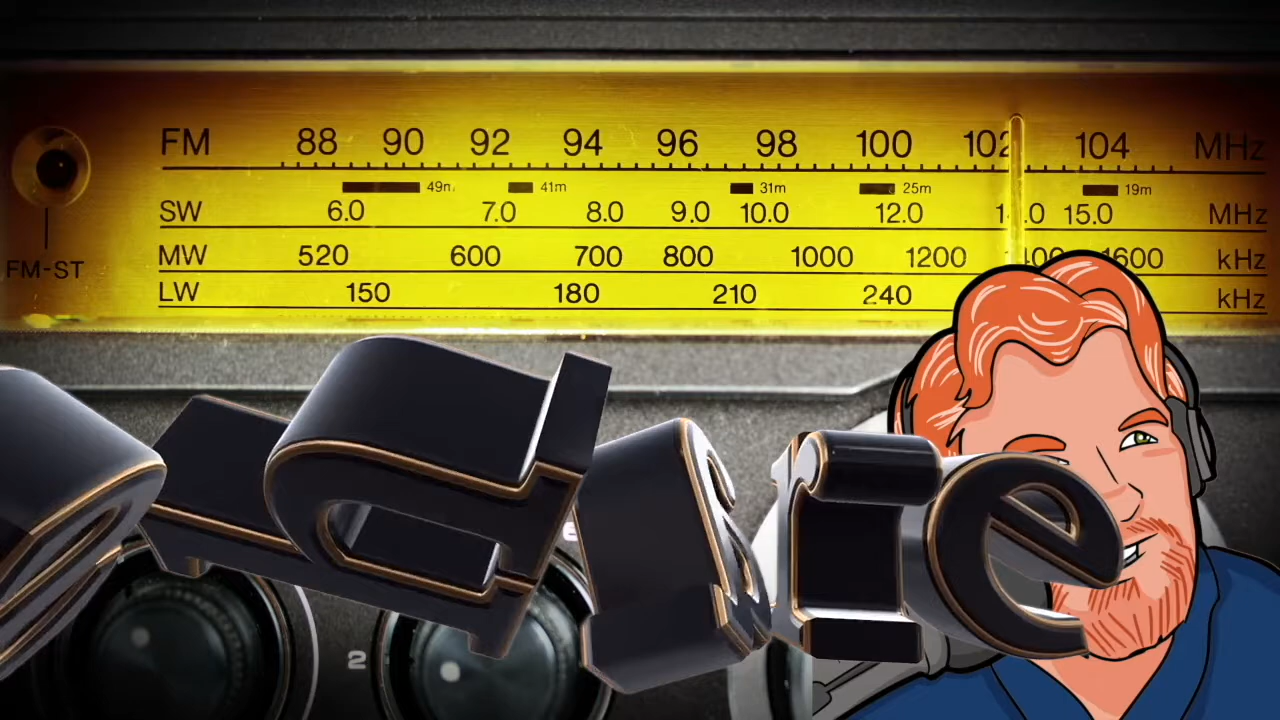 FM 88 90 92 94 96 98 100 102 104 MHz
49m 41m 31m 25m 19m
SW 6.0 7.0 8.0 9.0 10.0 12.0 15.0 MHz
MW 520 600 700 800 1000 1200 1600 kHz
FM-ST
LW 150 180 210 240 kHz
2